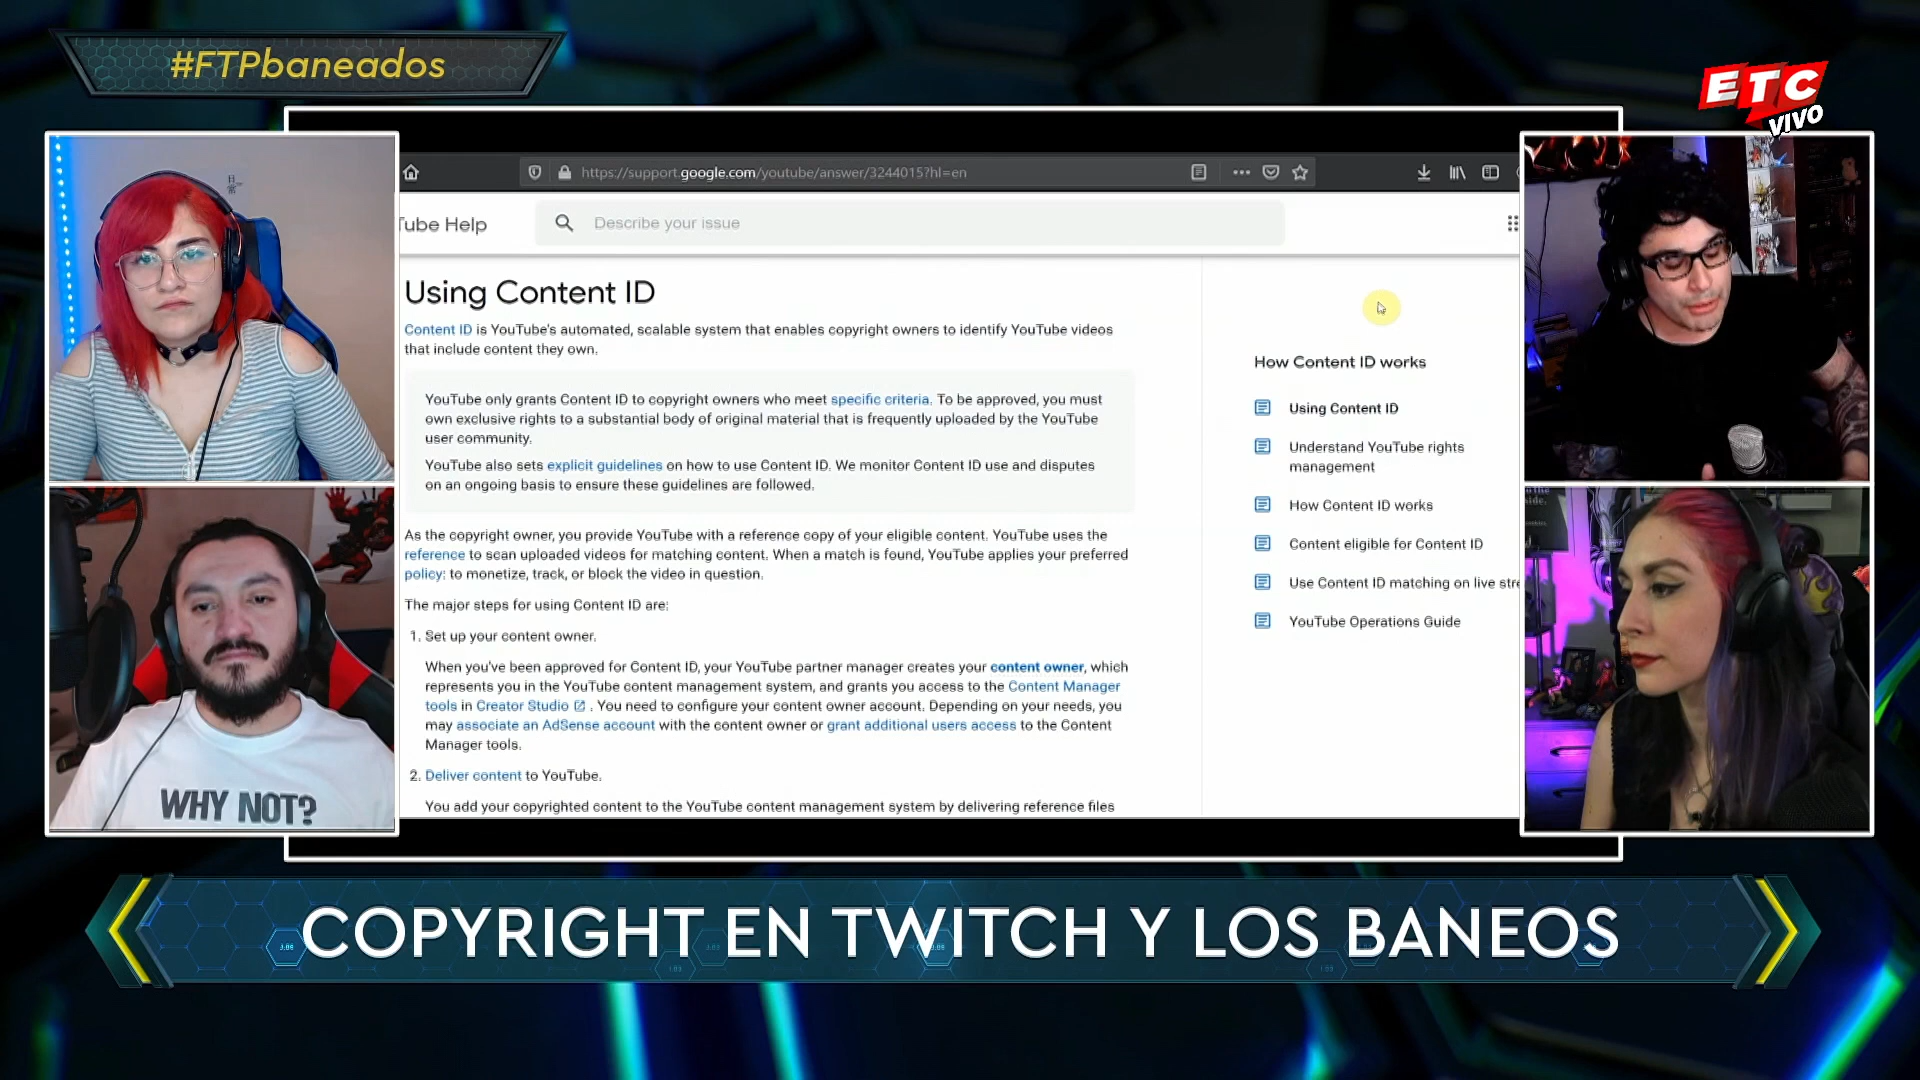 #FTPbaneados
ETC
VIVO
https://support.google.com/youtube/answer/3244015?hl=en
Tube Help
Describe your issue
Using Content ID
Content ID is YouTube's automated, scalable system that enables copyright owners to identify YouTube videos
that include content they own.
YouTube only grants Content ID to copyright owners who meet specific criteria. To be approved, you must
own exclusive rights to a substantial body of original material that is frequently uploaded by the YouTube
user community.
YouTube also sets explicit guidelines on how to use Content ID. We monitor Content ID use and disputes
on an ongoing basis to ensure these guidelines are followed.
As the copyright owner, you provide YouTube with a reference copy of your eligible content. YouTube uses the
reference to scan uploaded videos for matching content. When a match is found, YouTube applies your preferred
policy: to monetize, track, or block the video in question.
The major steps for using Content ID are:
1. Set up your content owner.
When you've been approved for Content ID, your YouTube partner manager creates your content owner, which
represents you in the YouTube content management system, and grants you access to the Content Manager
tools in Creator Studio . You need to configure your content owner account. Depending on your needs, you
may associate an AdSense account with the content owner or grant additional users access to the Content
Manager tools.
2. Deliver content to YouTube.
You add your copyrighted content to the YouTube content management system by delivering reference files
How Content ID works
Using Content ID
Understand YouTube rights
management
How Content ID works
Content eligible for Content ID
Use Content ID matching on live stre
YouTube Operations Guide
日常
WHY NOT?
COPYRIGHT EN TWITCH Y LOS BANEOS